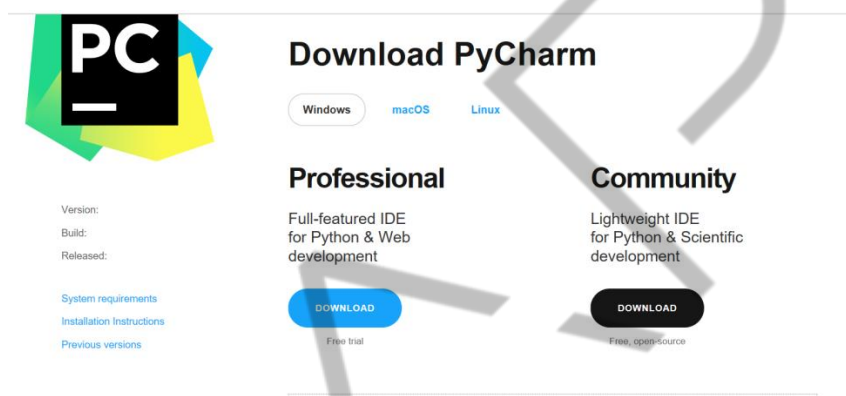 PC
Download PyCharm
Windows macOS Linux
Professional
Full-featured IDE
for Python & Web
development
DOWNLOAD
Free trial
Community
Lightweight IDE
for Python & Scientific
development
DOWNLOAD
Free, open-source
Version:
Build:
Released:
System requirements
Installation Instructions
Previous versions